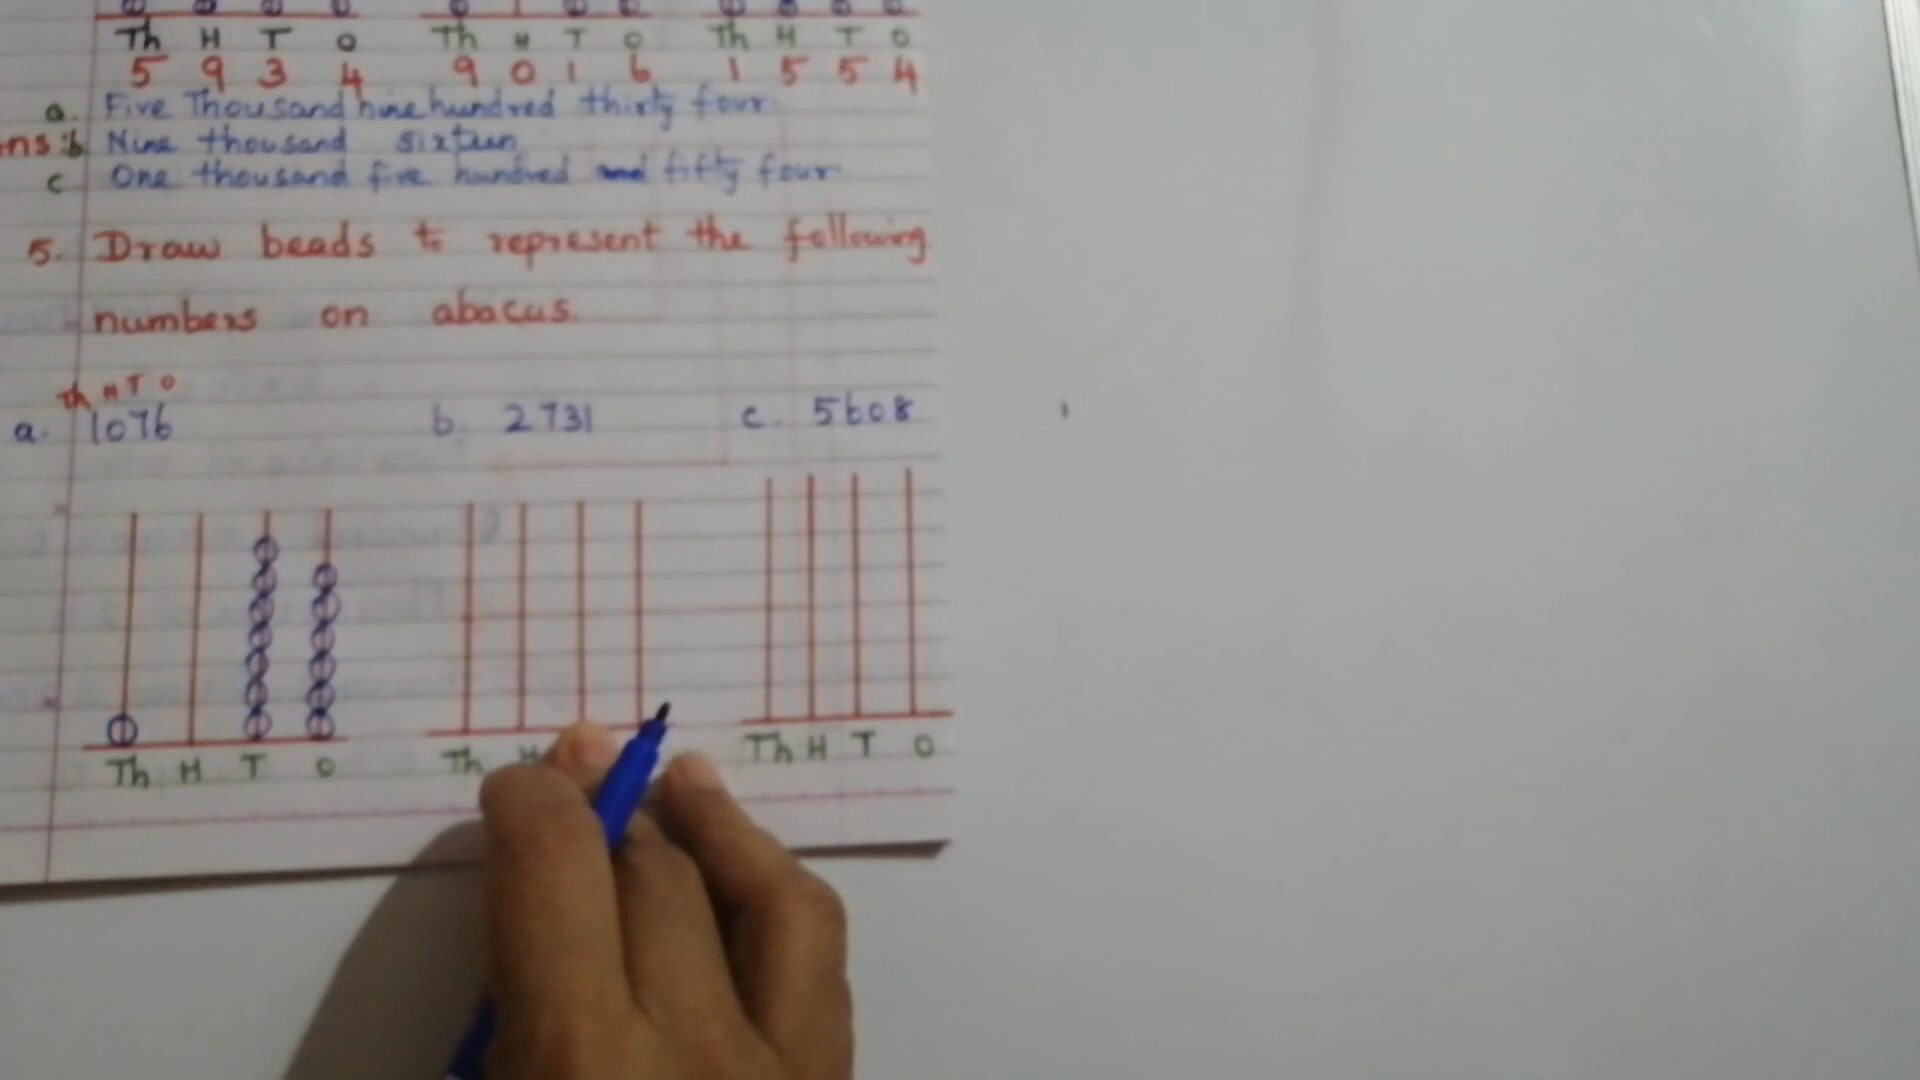 Th H T O Th H T O Th H T O
5 9 3 4 9 0 1 6 1 5 5 4
a. Five Thousand nine hundred thirty four
Ans: b Nine thousand sixteen
c One thousand five hundred and fifty four
5. Draw beads to represent the following
numbers on abacus.
Th H T O
a. 1076 b. 2731 c. 5608
Th H T O Th H Th H T O